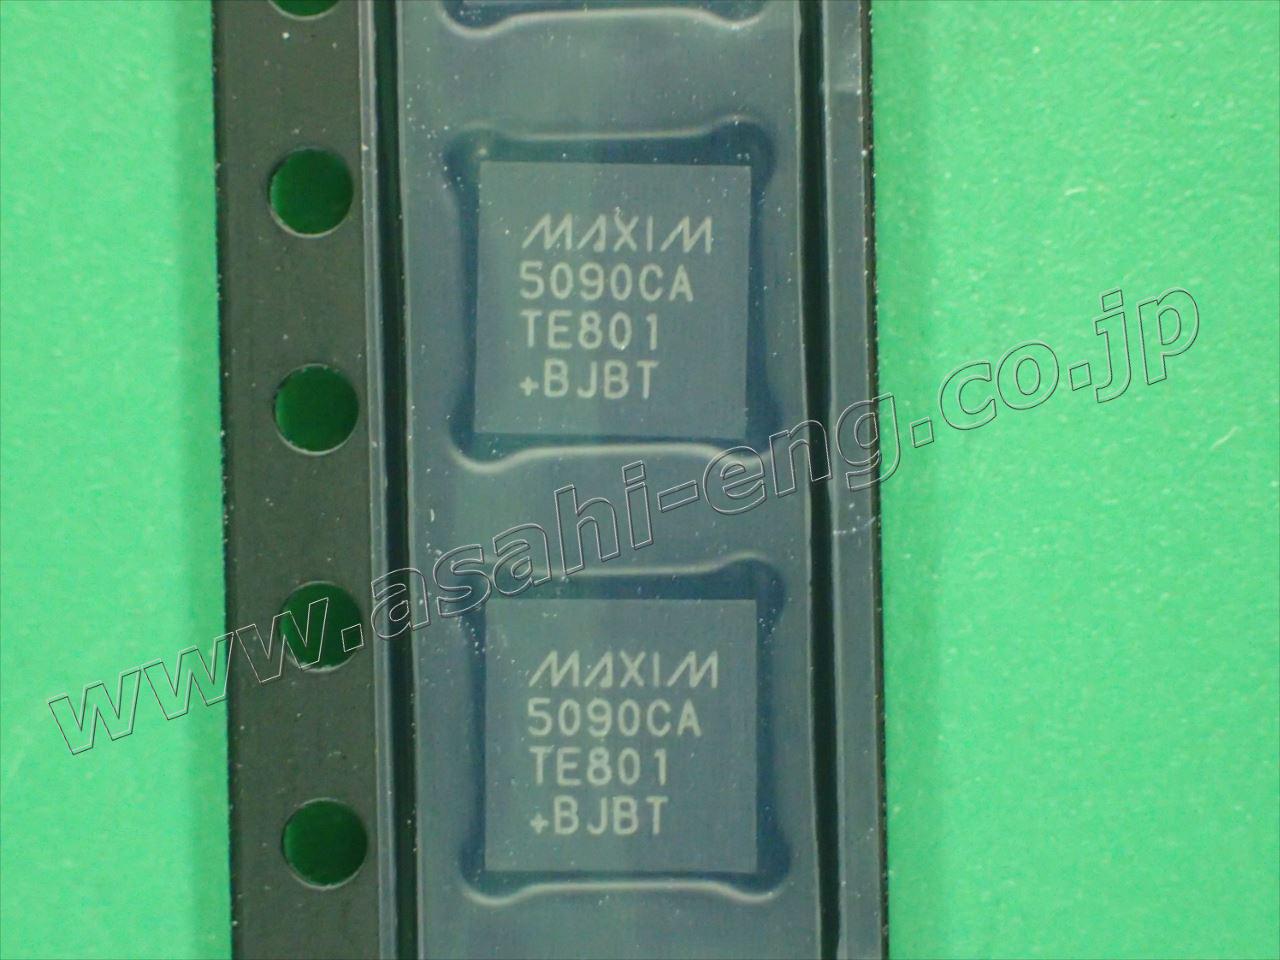 MAXIM
5090CA
TE801
+BJBT
www.asahi-eng.co.jp
MAXIM
5090CA
TE801
+BJBT